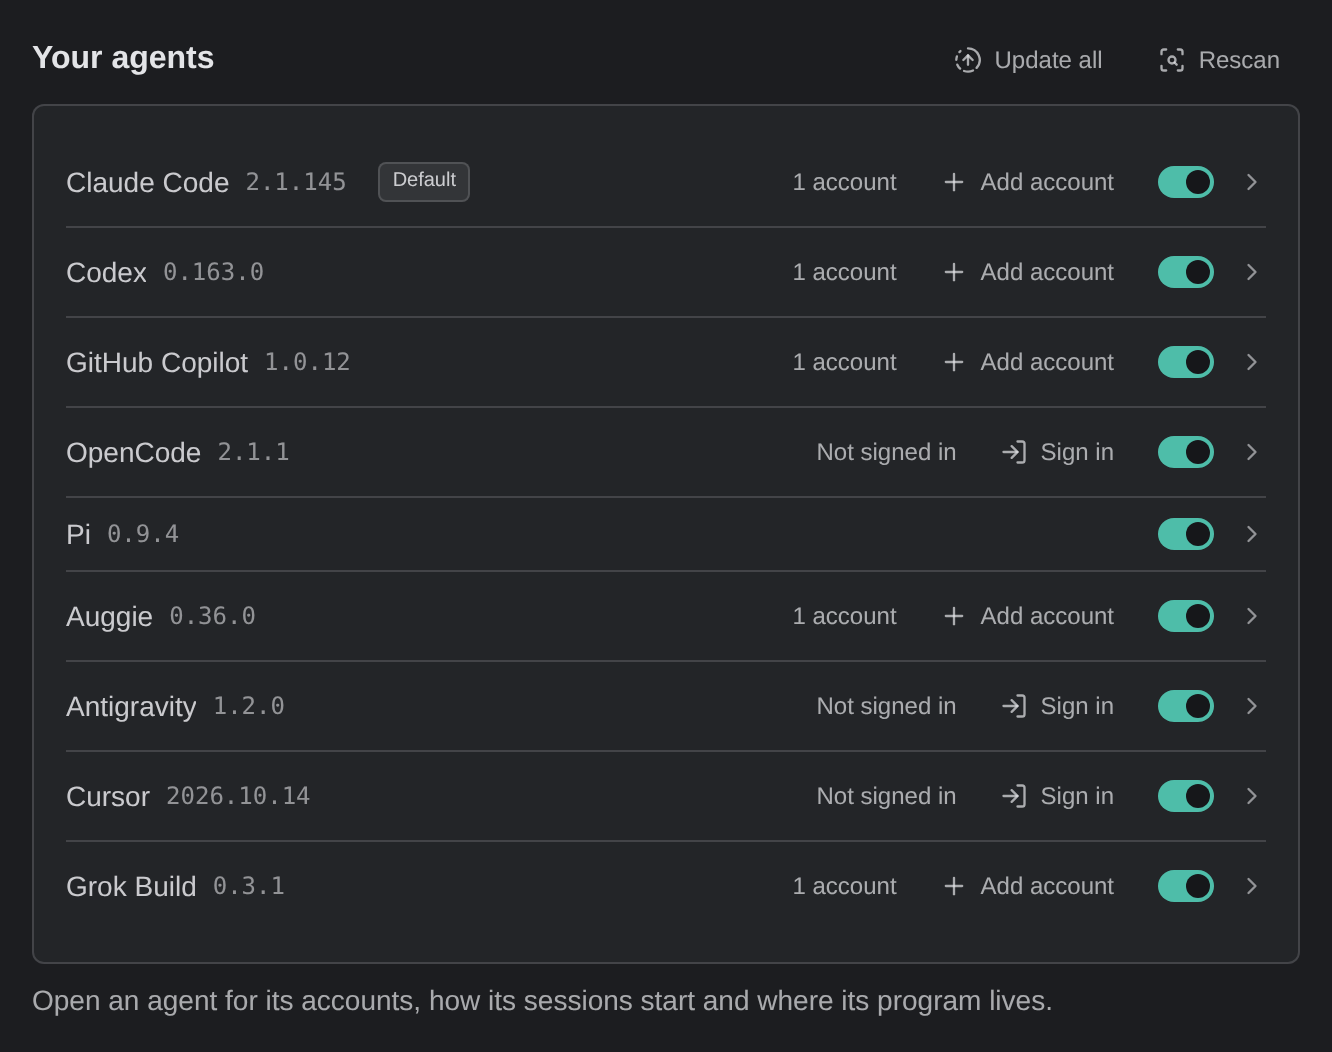 Your agents
Update all
Rescan
Claude Code 2.1.145 Default 1 account Add account
Codex 0.163.0 1 account Add account
GitHub Copilot 1.0.12 1 account Add account
OpenCode 2.1.1 Not signed in Sign in
Pi 0.9.4
Auggie 0.36.0 1 account Add account
Antigravity 1.2.0 Not signed in Sign in
Cursor 2026.10.14 Not signed in Sign in
Grok Build 0.3.1 1 account Add account
Open an agent for its accounts, how its sessions start and where its program lives.